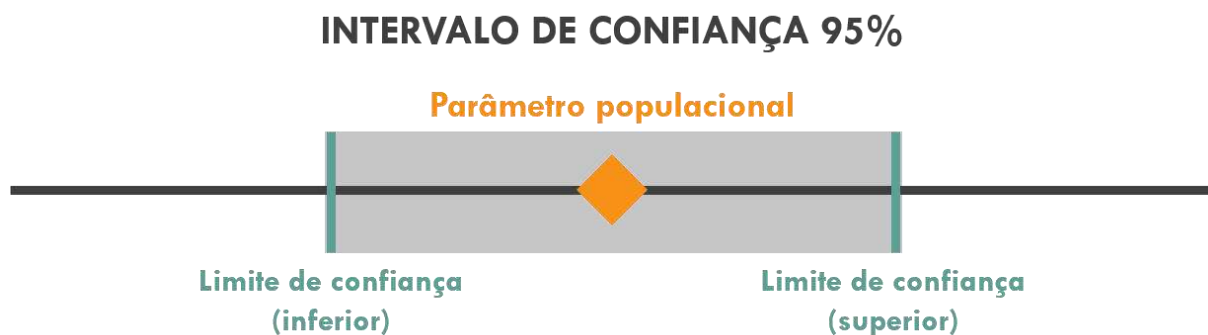 INTERVALO DE CONFIANÇA 95%
Parâmetro populacional
Limite de confiança
(inferior)
Limite de confiança
(superior)